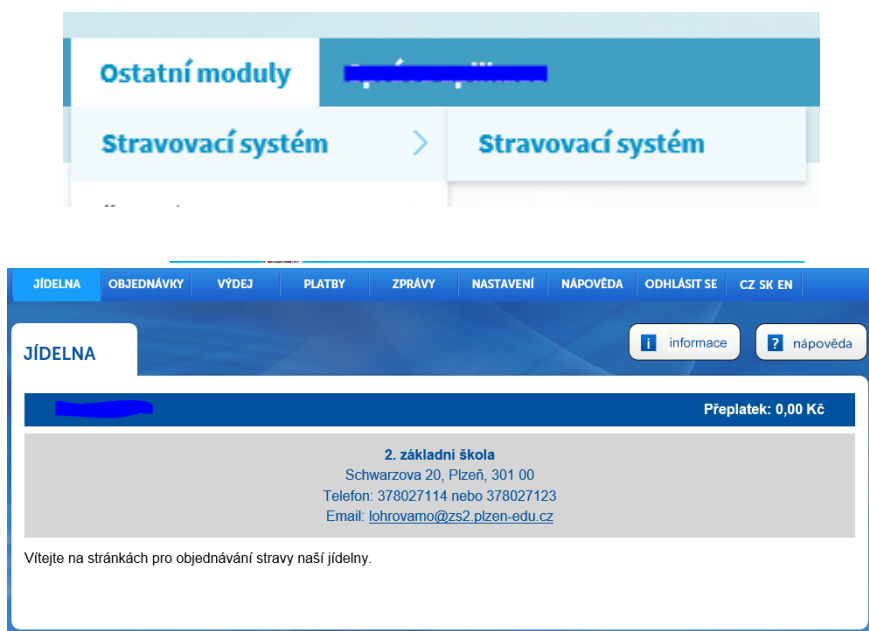 Ostatní moduly
Stravovací systém
Stravovací systém
JÍDELNA OBJEDNÁVKY VÝDEJ PLATBY ZPRÁVY NASTAVENÍ NÁPOVĚDA ODHLÁSIT SE CZ SK EN
JÍDELNA
i informace
? nápověda
Přeplatek: 0,00 Kč
2. základní škola
Schwarzova 20, Plzeň, 301 00
Telefon: 378027114 nebo 378027123
Email: lohrovamo@zs2.plzen-edu.cz
Vítejte na stránkách pro objednávání stravy naší jídelny.